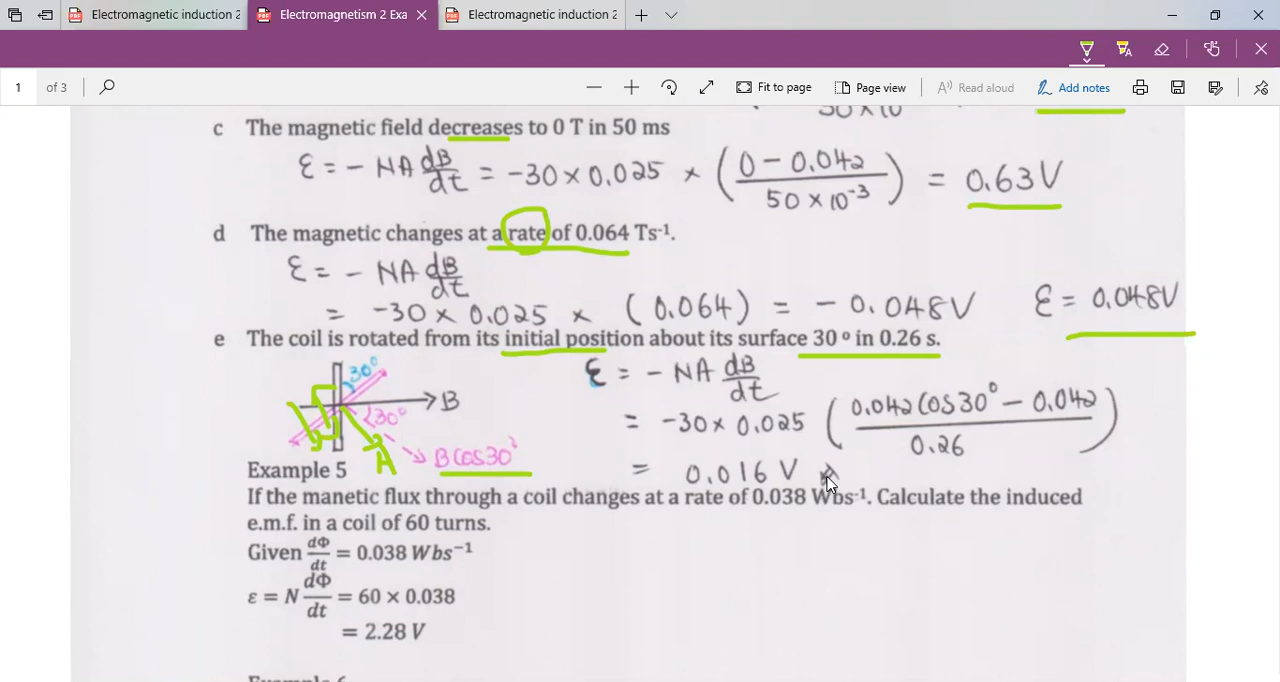 Electromagnetic induction 2
Electromagnetism 2 Exa
Electromagnetic induction 2
1 of 3
Fit to page
Page view
Read aloud
Add notes
30 × 10
c The magnetic field decreases to 0 T in 50 ms
ε = - NA dB/dt = -30 × 0.025 × (0 - 0.042 / 50 × 10⁻³) = 0.63 V
d The magnetic changes at a rate of 0.064 Ts⁻¹.
ε = - NA dB/dt
= -30 × 0.025 × (0.064) = - 0.048V
ε = 0.048V
e The coil is rotated from its initial position about its surface 30 ° in 0.26 s.
30°
B
30°
A
B cos 30°
ε = - NA dB/dt
= -30 × 0.025 (0.042 cos 30° - 0.042 / 0.26)
= 0.016 V
Example 5
If the manetic flux through a coil changes at a rate of 0.038 Wbs⁻¹. Calculate the induced
e.m.f. in a coil of 60 turns.
Given dΦ/dt = 0.038 Wbs⁻¹
ε = N dΦ/dt = 60 × 0.038
= 2.28 V